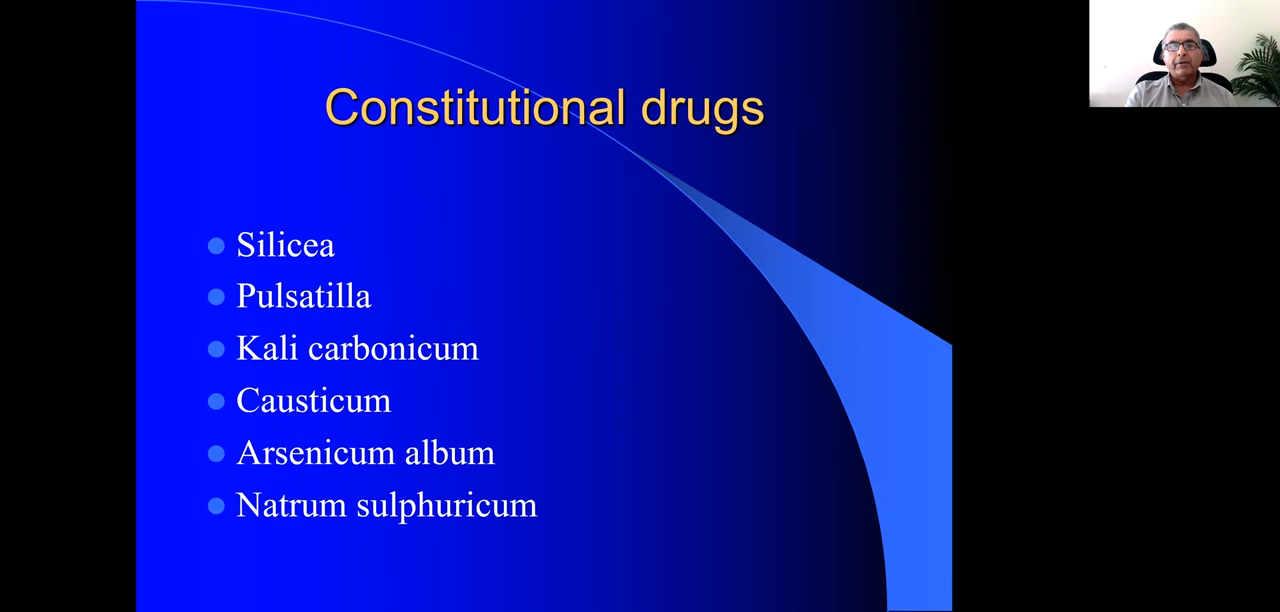 Constitutional drugs
Silicea
Pulsatilla
Kali carbonicum
Causticum
Arsenicum album
Natrum sulphuricum